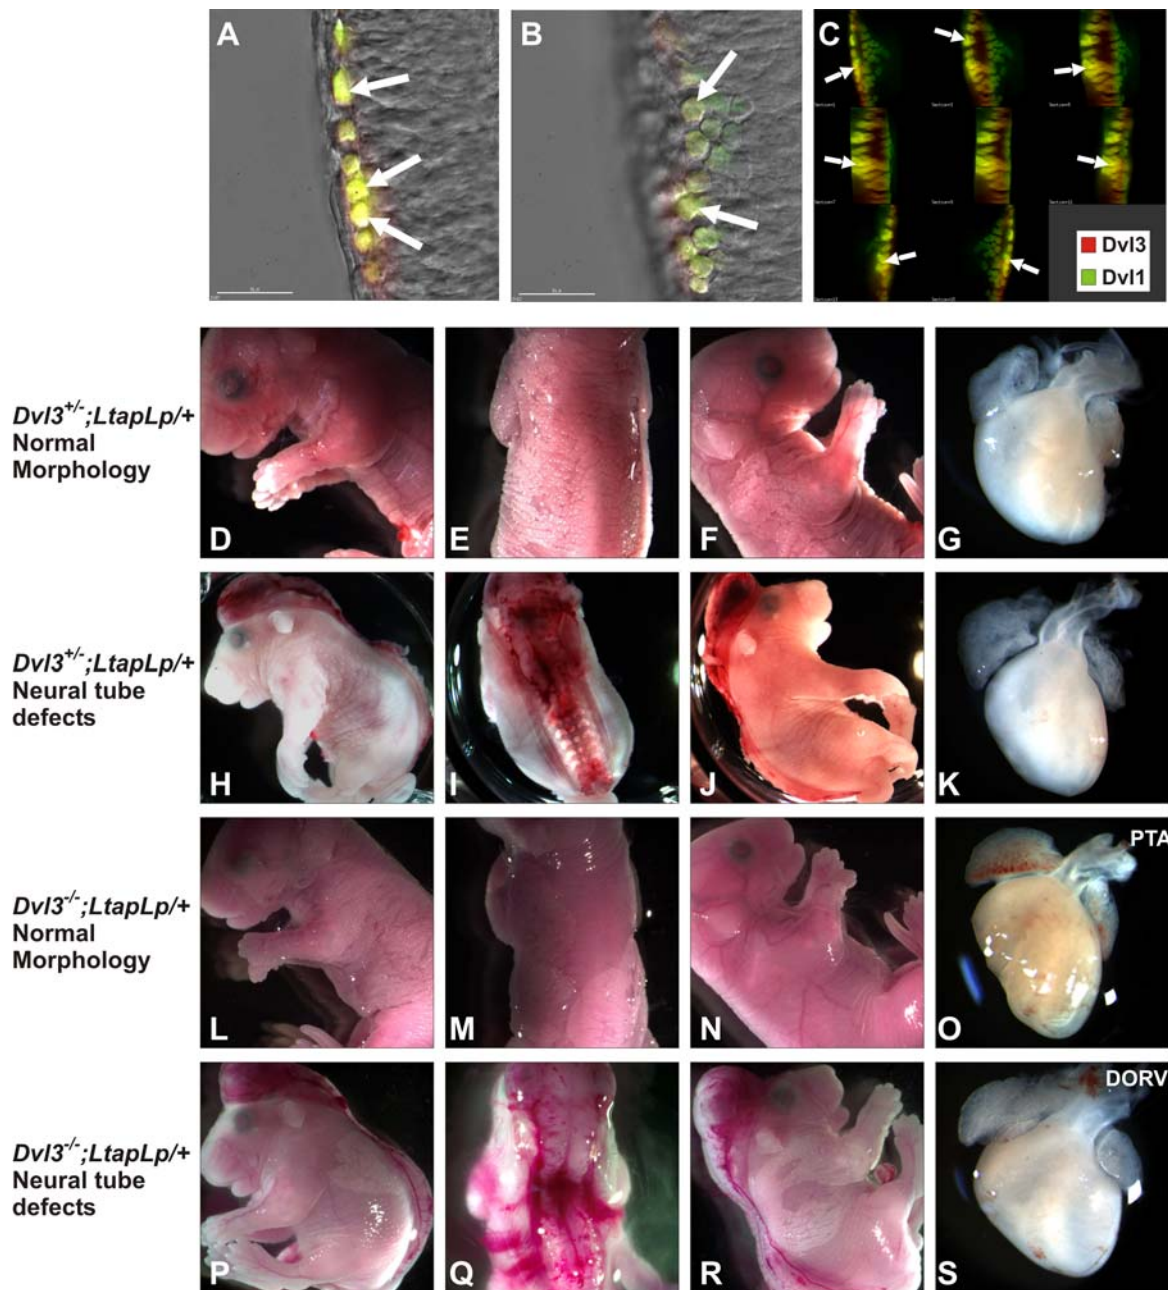 A
B
C
Dvl3
Dvl1
Dvl3+/-;LtapLp/+
Normal
Morphology
D
E
F
G
Dvl3+/-;LtapLp/+
Neural tube
defects
H
I
J
K
Dvl3-/-;LtapLp/+
Normal
Morphology
L
M
N
O
PTA
Dvl3-/-;LtapLp/+
Neural tube
defects
P
Q
R
S
DORV